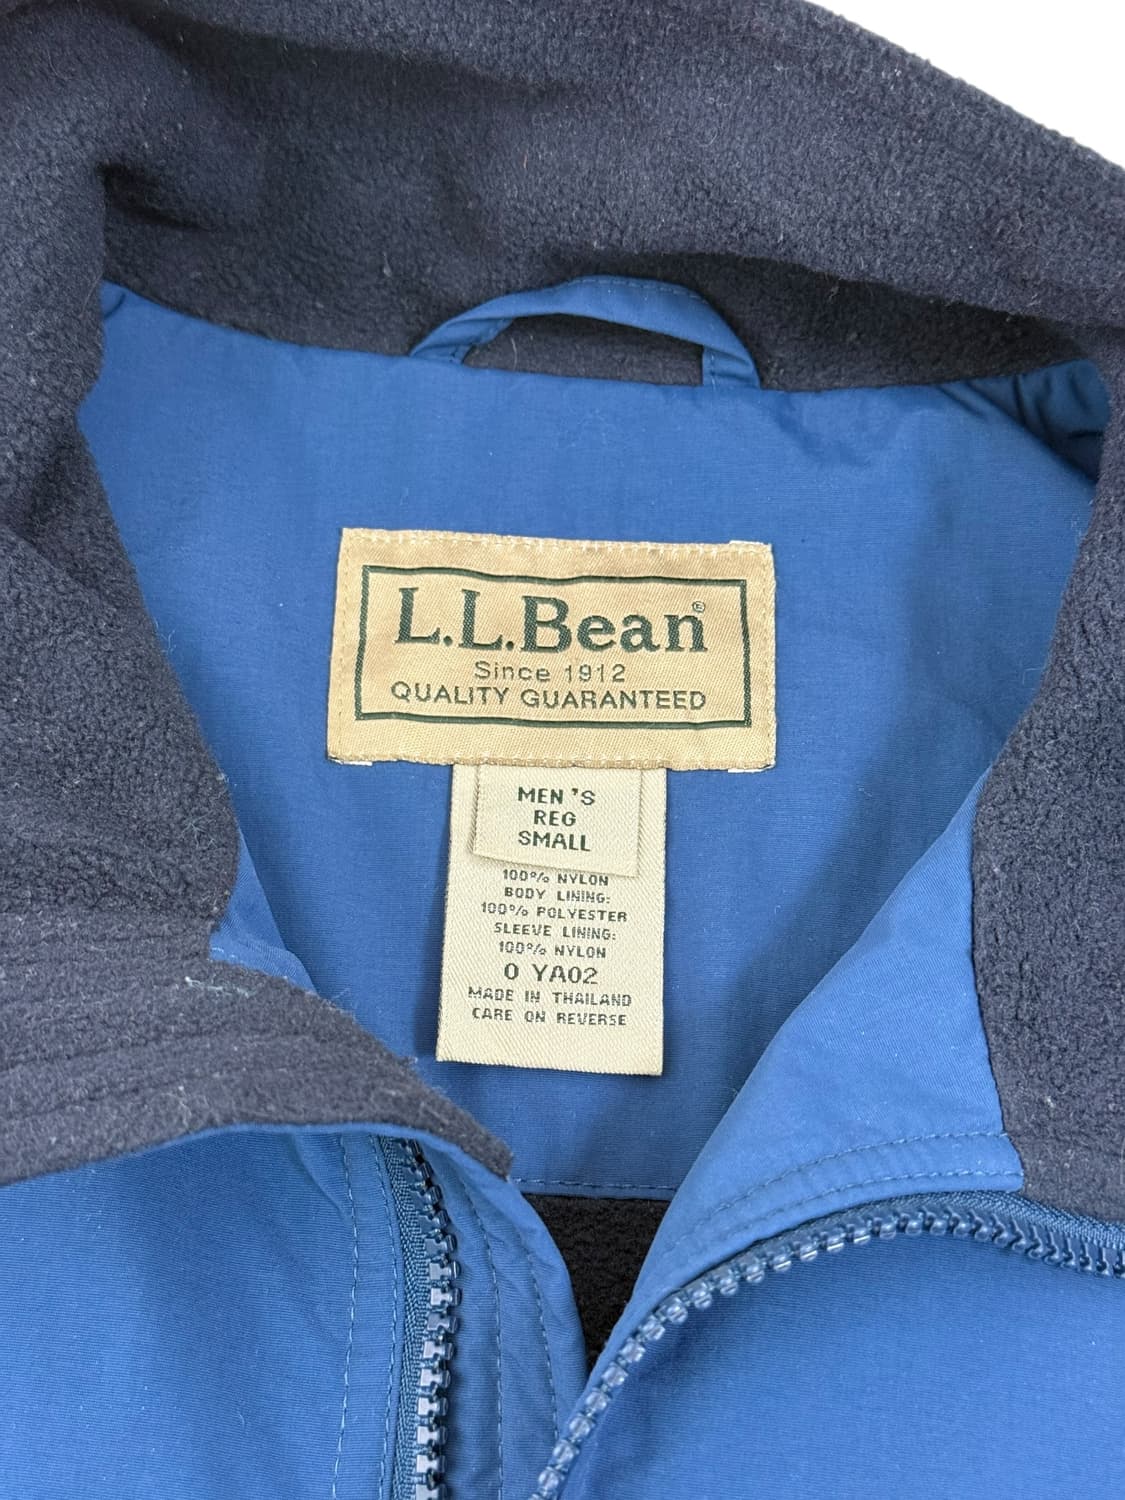 L.L.Bean®
Since 1912
QUALITY GUARANTEED
MEN'S
REG
SMALL
100% NYLON
BODY LINING:
100% POLYESTER
SLEEVE LINING:
100% NYLON
0 YA02
MADE IN THAILAND
CARE ON REVERSE